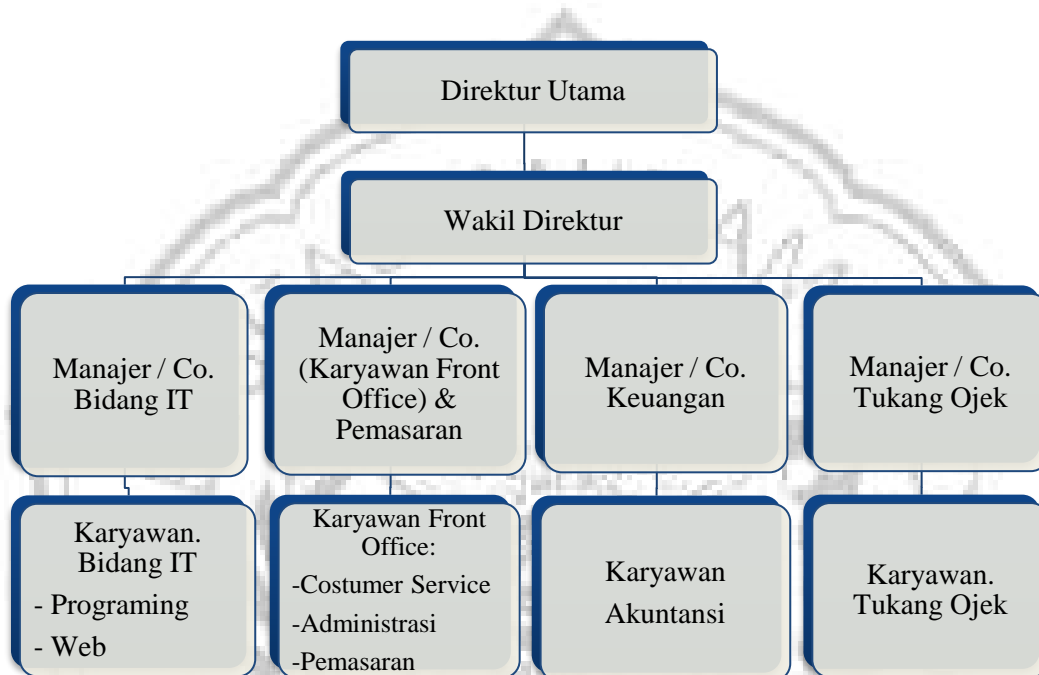 Direktur Utama
Wakil Direktur
Manajer / Co.
Bidang IT
Manajer / Co.
(Karyawan Front
Office) &
Pemasaran
Manajer / Co.
Keuangan
Manajer / Co.
Tukang Ojek
Karyawan.
Bidang IT
- Programing
- Web
Karyawan Front
Office:
-Costumer Service
-Administrasi
-Pemasaran
Karyawan
Akuntansi
Karyawan.
Tukang Ojek